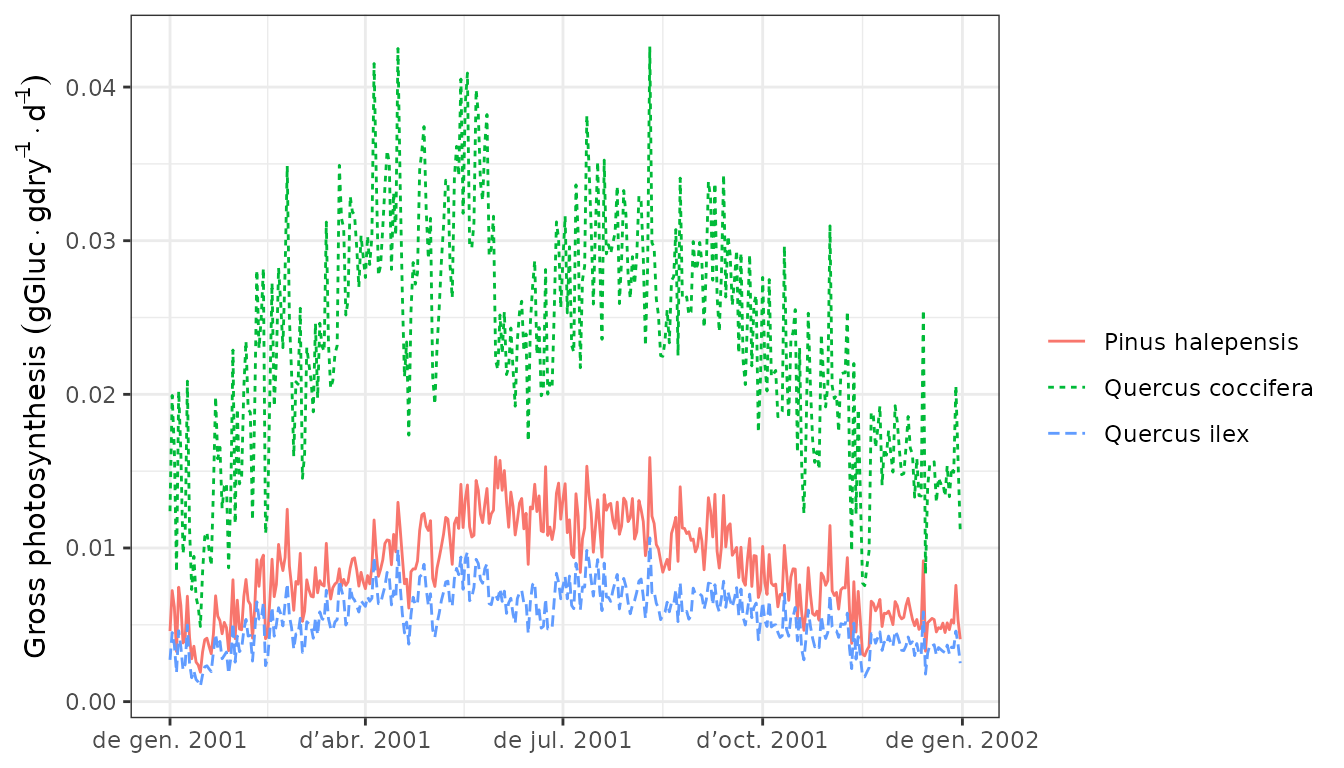 Gross photosynthesis (gGluc · gdry⁻¹ · d⁻¹)
0.04
0.03
0.02
0.01
0.00
de gen. 2001
d’abr. 2001
de jul. 2001
d’oct. 2001
de gen. 2002
Pinus halepensis
Quercus coccifera
Quercus ilex